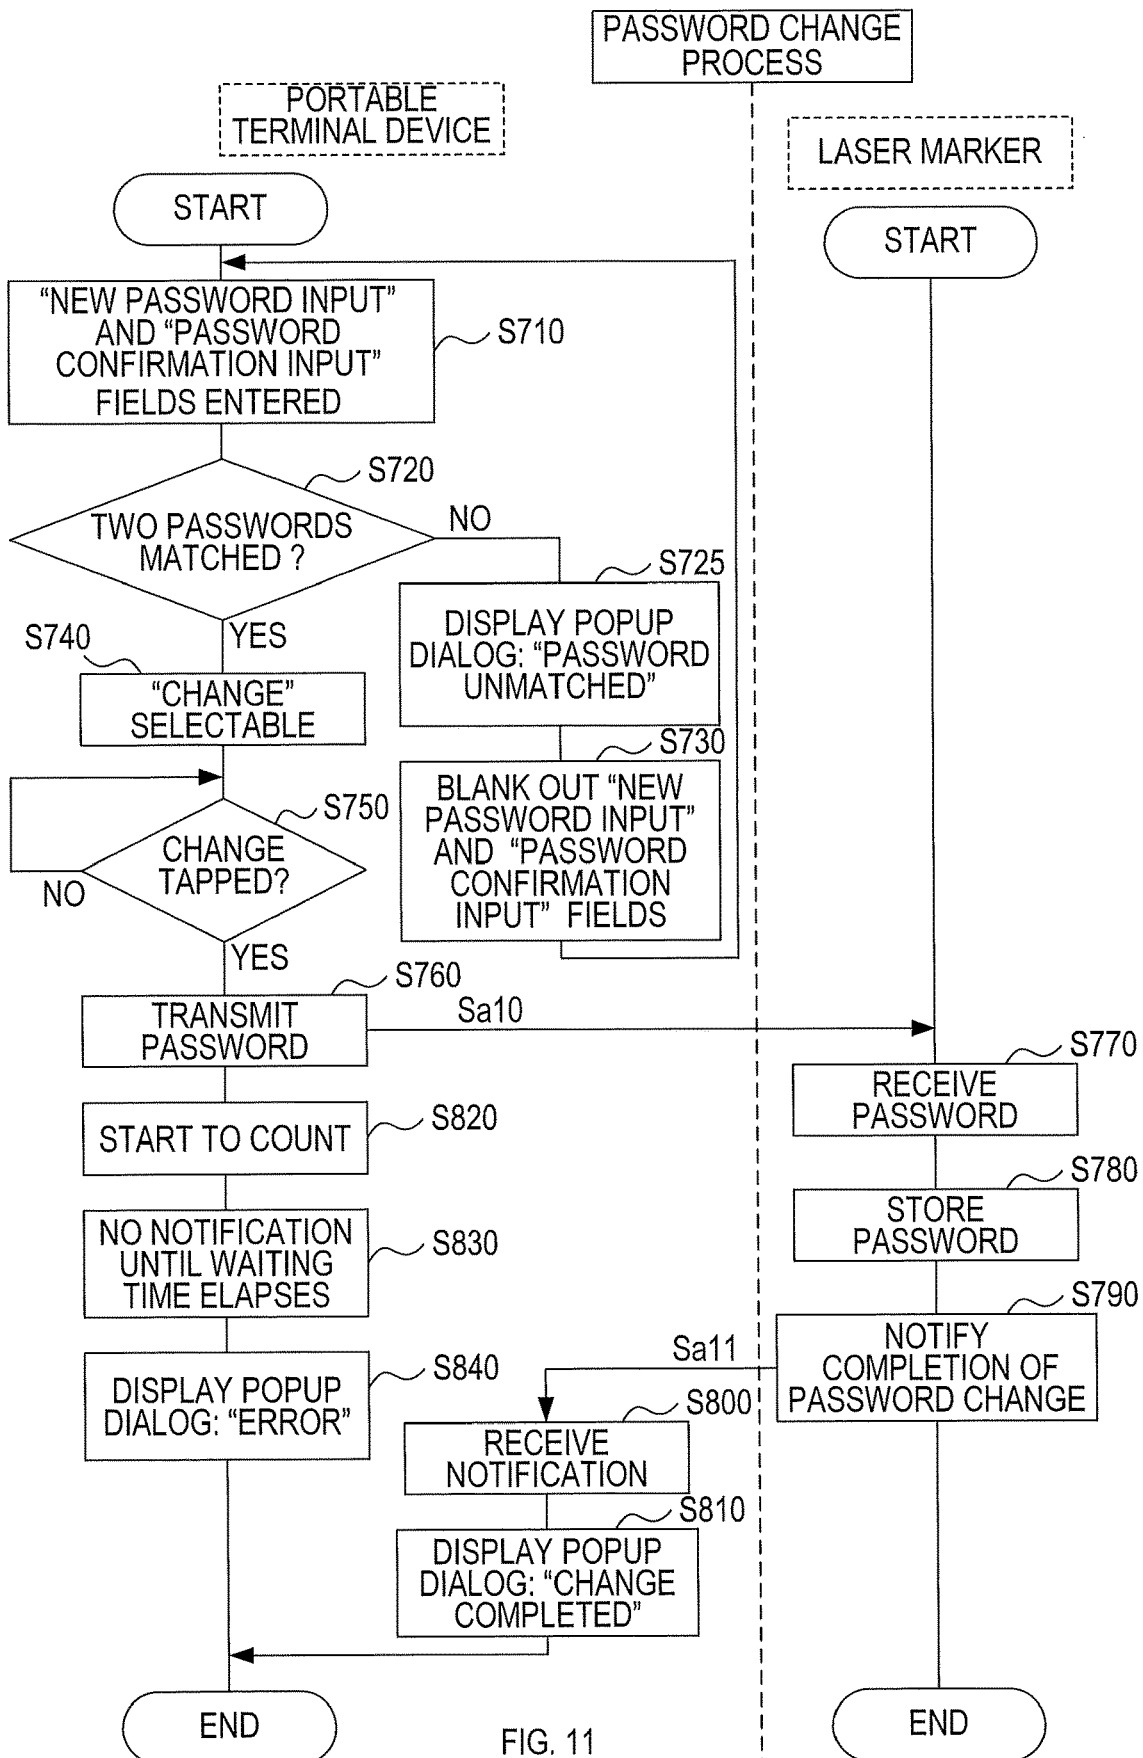 PASSWORD CHANGE
PROCESS
PORTABLE
TERMINAL DEVICE
LASER MARKER
START
START
“NEW PASSWORD INPUT”
AND “PASSWORD
CONFIRMATION INPUT”
FIELDS ENTERED
S710
S720
TWO PASSWORDS
MATCHED ?
NO
YES
S725
DISPLAY POPUP
DIALOG: “PASSWORD
UNMATCHED”
S740
“CHANGE”
SELECTABLE
S730
BLANK OUT “NEW
PASSWORD INPUT”
AND “PASSWORD
CONFIRMATION
INPUT” FIELDS
S750
CHANGE
TAPPED?
NO
YES
S760
TRANSMIT
PASSWORD
Sa10
S770
RECEIVE
PASSWORD
START TO COUNT
S820
S780
STORE
PASSWORD
NO NOTIFICATION
UNTIL WAITING
TIME ELAPSES
S830
S790
NOTIFY
COMPLETION OF
PASSWORD CHANGE
Sa11
DISPLAY POPUP
DIALOG: “ERROR”
S840
S800
RECEIVE
NOTIFICATION
S810
DISPLAY POPUP
DIALOG: “CHANGE
COMPLETED”
END
END
FIG. 11